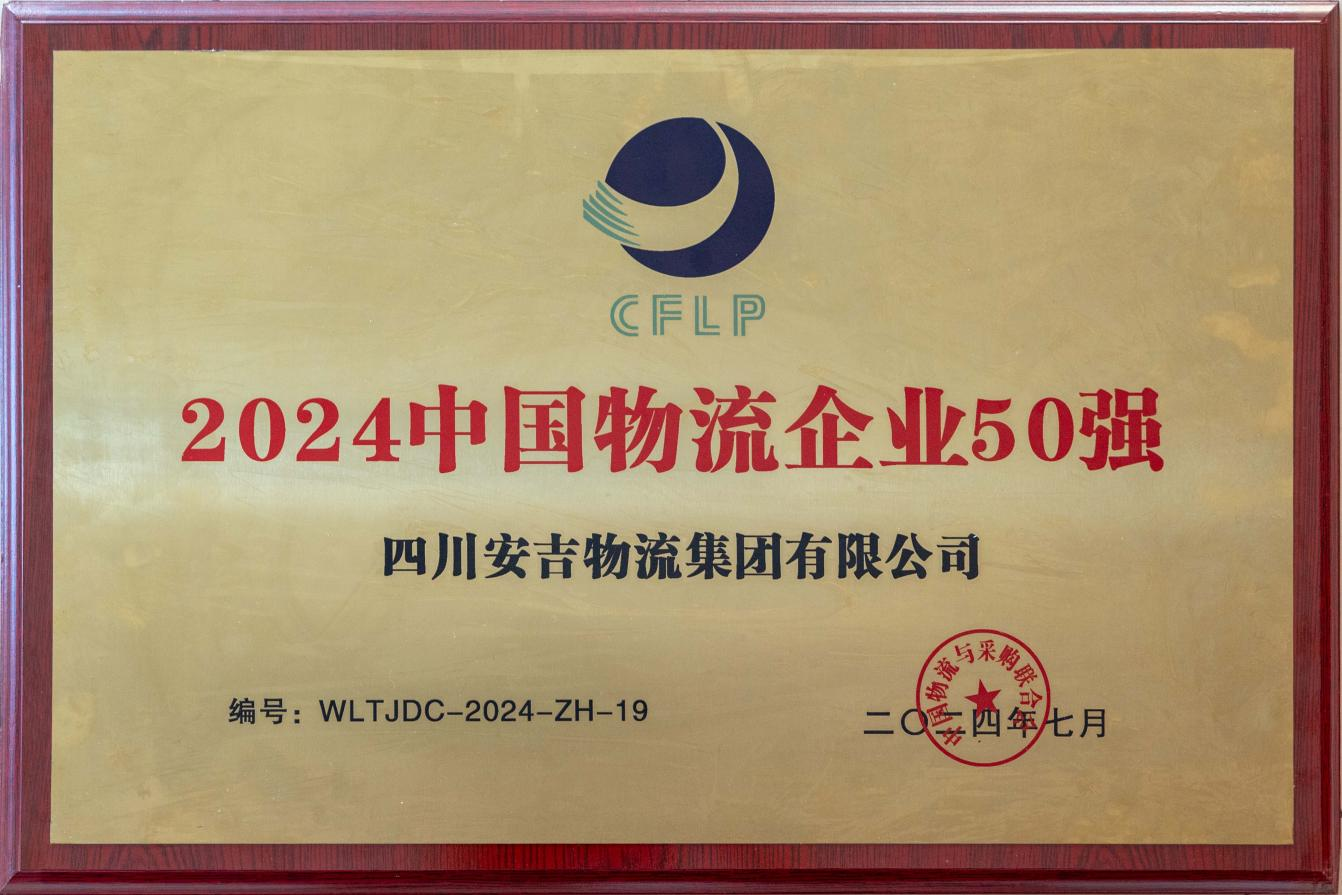 CFLP
2024中国物流企业50强
四川安吉物流集团有限公司
中国物流与采购联合会
编号：WLTJDC-2024-ZH-19
二〇二四年七月